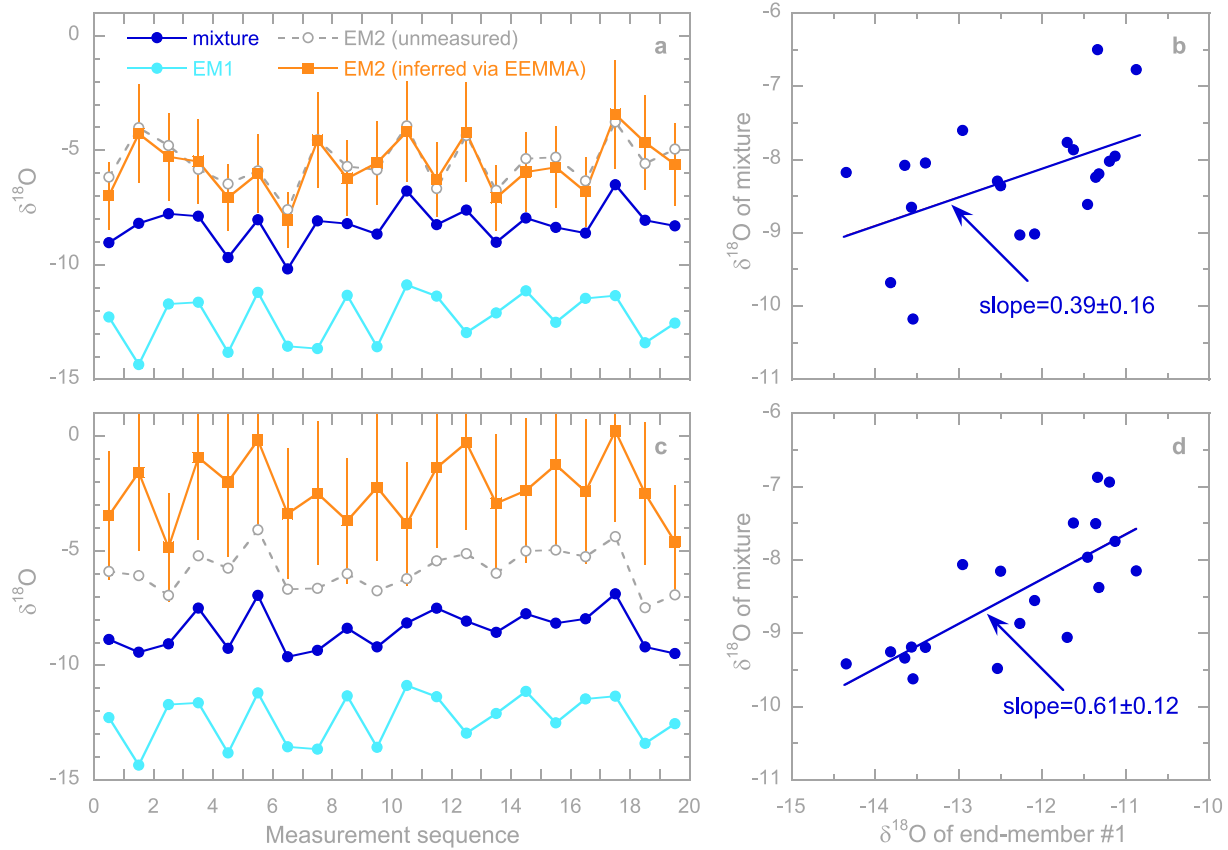 mixture
EM2 (unmeasured)
a
EM1
EM2 (inferred via EEMMA)
0
-5
-10
-15
δ¹⁸O
b
-6
-7
-8
-9
-10
-11
δ¹⁸O of mixture
slope=0.39±0.16
c
0
-5
-10
-15
δ¹⁸O
0 2 4 6 8 10 12 14 16 18 20
Measurement sequence
d
-6
-7
-8
-9
-10
-11
δ¹⁸O of mixture
slope=0.61±0.12
-15 -14 -13 -12 -11 -10
δ¹⁸O of end-member #1